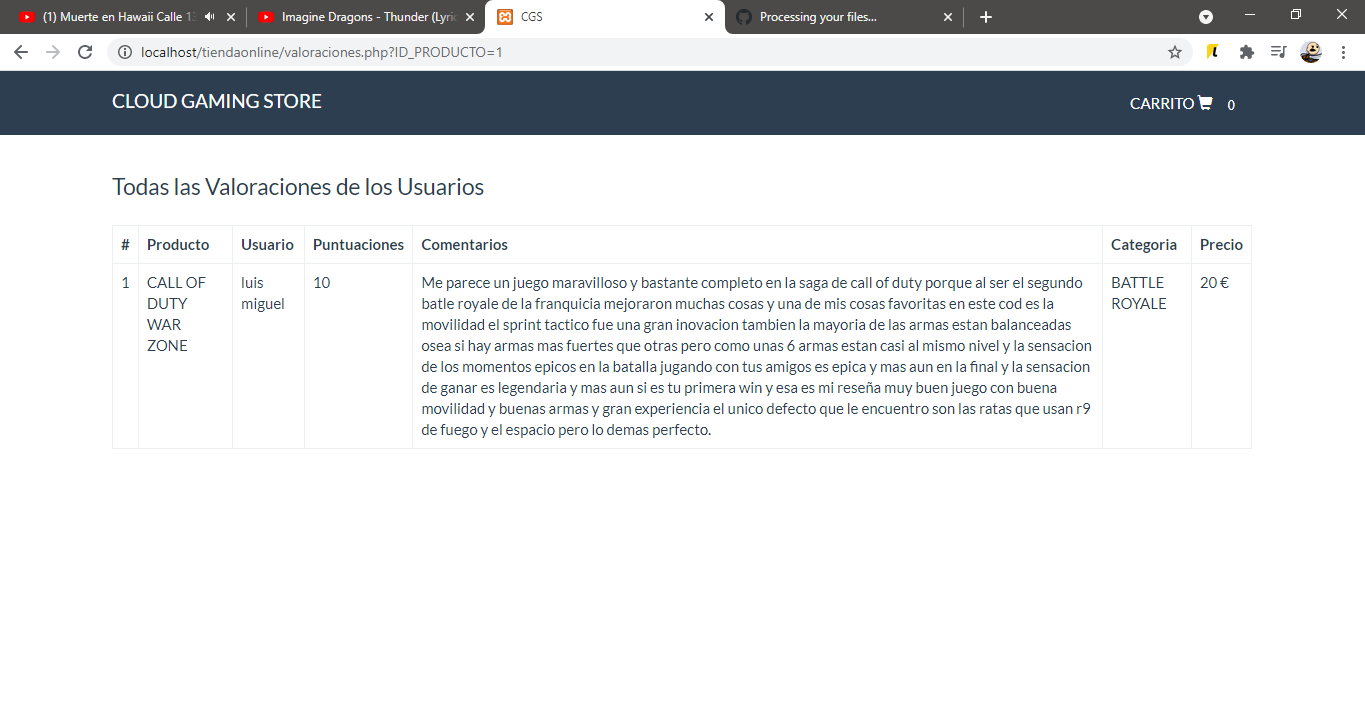 (1) Muerte en Hawaii Calle 13
Imagine Dragons - Thunder (Lyric
CGS
Processing your files...
localhost/tiendaonline/valoraciones.php?ID_PRODUCTO=1
CLOUD GAMING STORE
CARRITO 0
Todas las Valoraciones de los Usuarios
# Producto Usuario Puntuaciones Comentarios Categoria Precio
1
CALL OF
DUTY
WAR
ZONE
luis
miguel
10
Me parece un juego maravilloso y bastante completo en la saga de call of duty porque al ser el segundo
batle royale de la franquicia mejoraron muchas cosas y una de mis cosas favoritas en este cod es la
movilidad el sprint tactico fue una gran inovacion tambien la mayoria de las armas estan balanceadas
osea si hay armas mas fuertes que otras pero como unas 6 armas estan casi al mismo nivel y la sensacion
de los momentos epicos en la batalla jugando con tus amigos es epica y mas aun en la final y la sensacion
de ganar es legendaria y mas aun si es tu primera win y esa es mi reseña muy buen juego con buena
movilidad y buenas armas y gran experiencia el unico defecto que le encuentro son las ratas que usan r9
de fuego y el espacio pero lo demas perfecto.
BATTLE
ROYALE
20 €